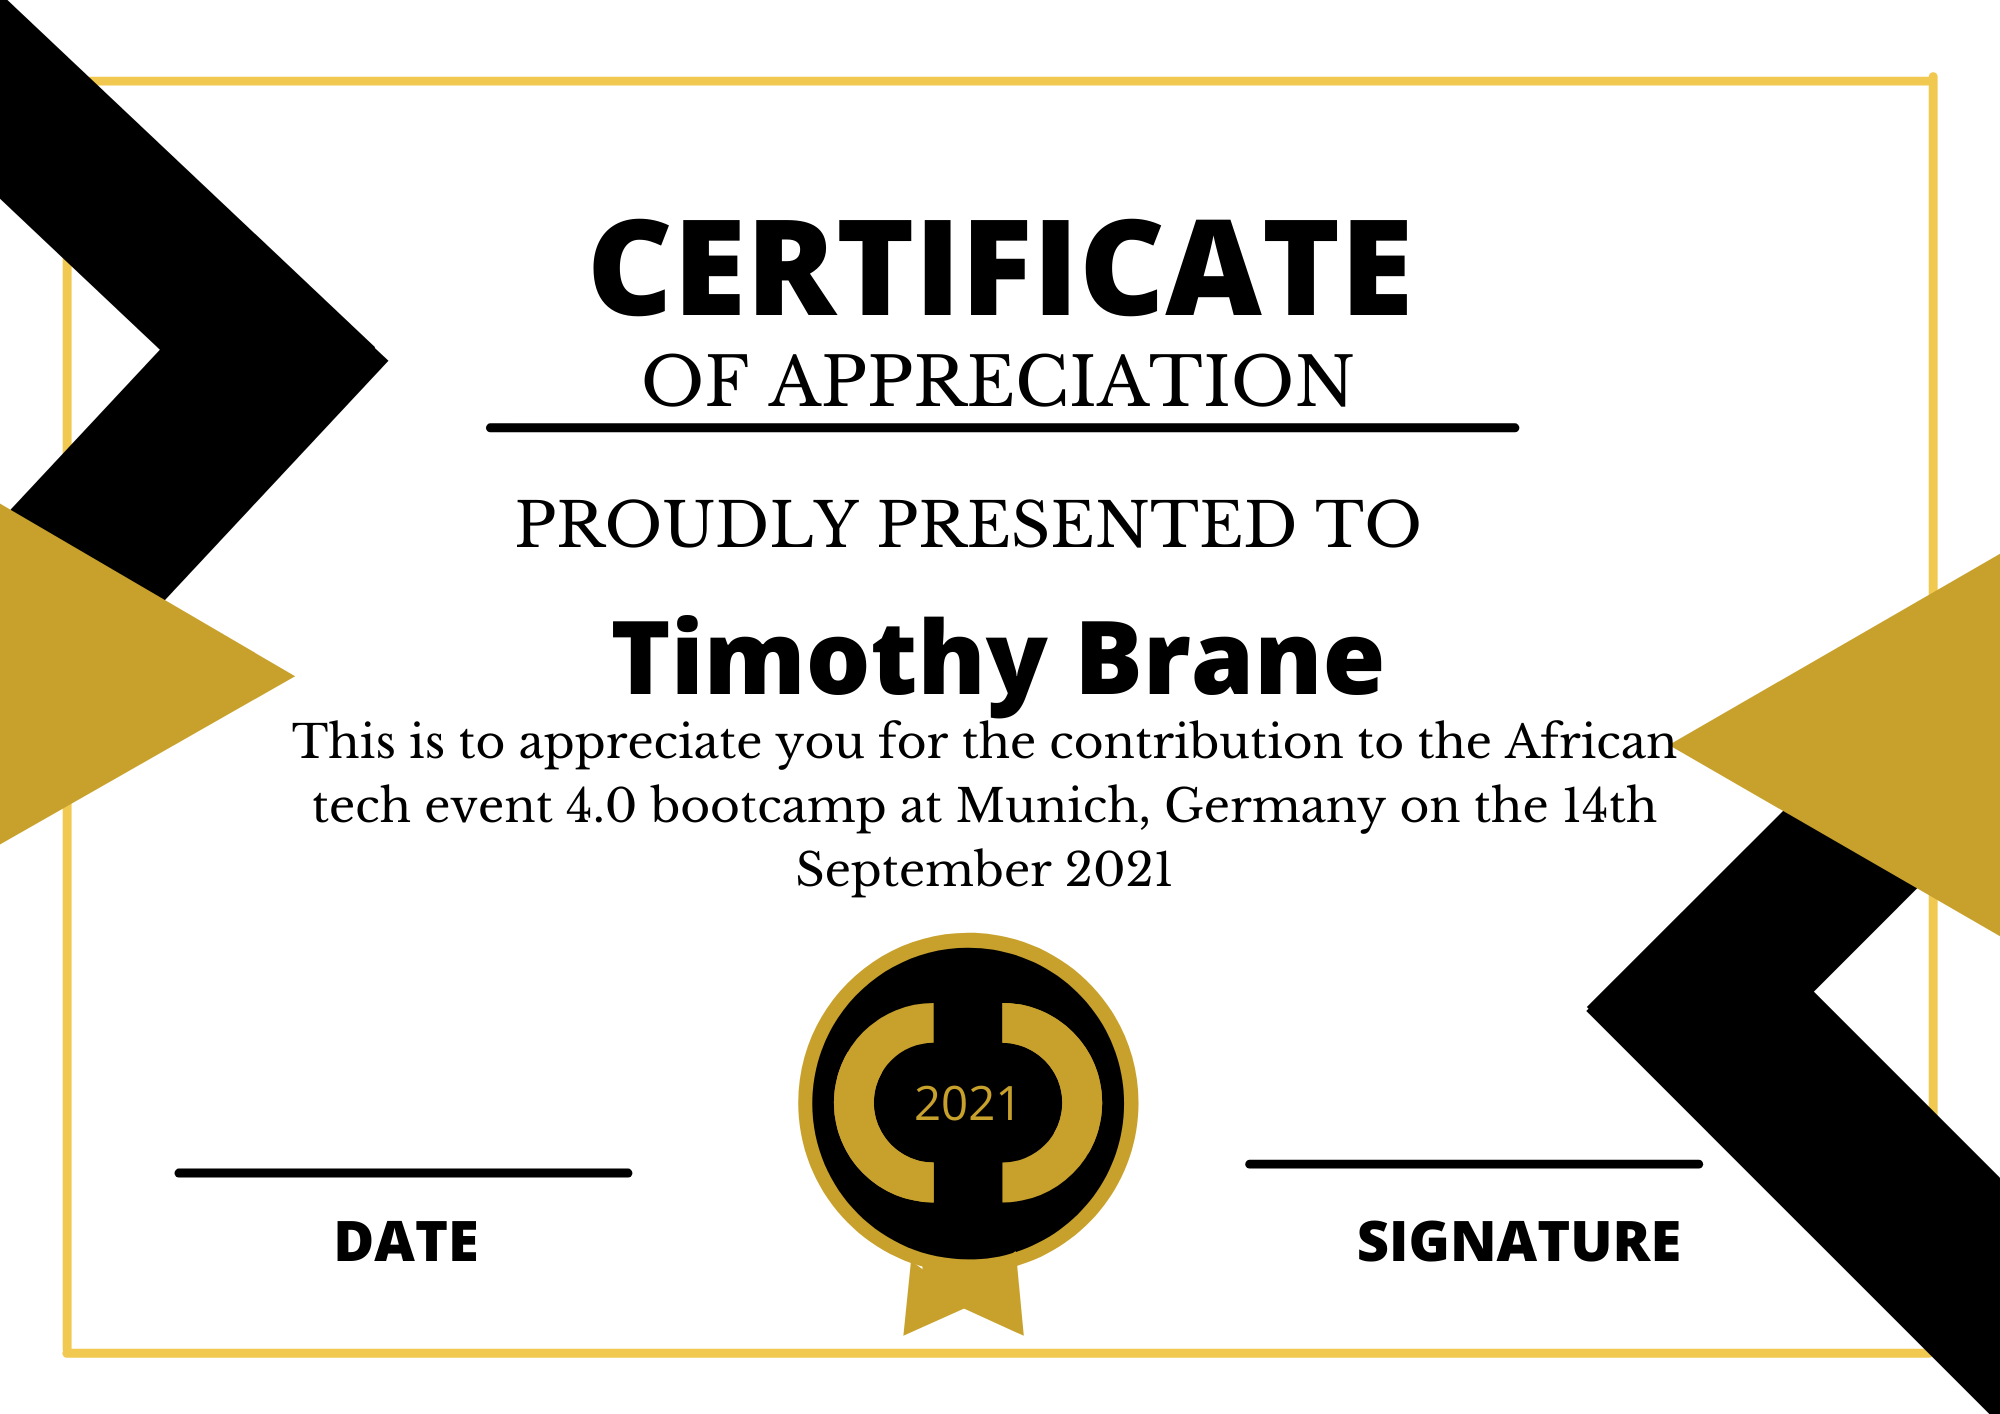 CERTIFICATE
OF APPRECIATION
PROUDLY PRESENTED TO
Timothy Brane
This is to appreciate you for the contribution to the African
tech event 4.0 bootcamp at Munich, Germany on the 14th
September 2021
2021
DATE
SIGNATURE